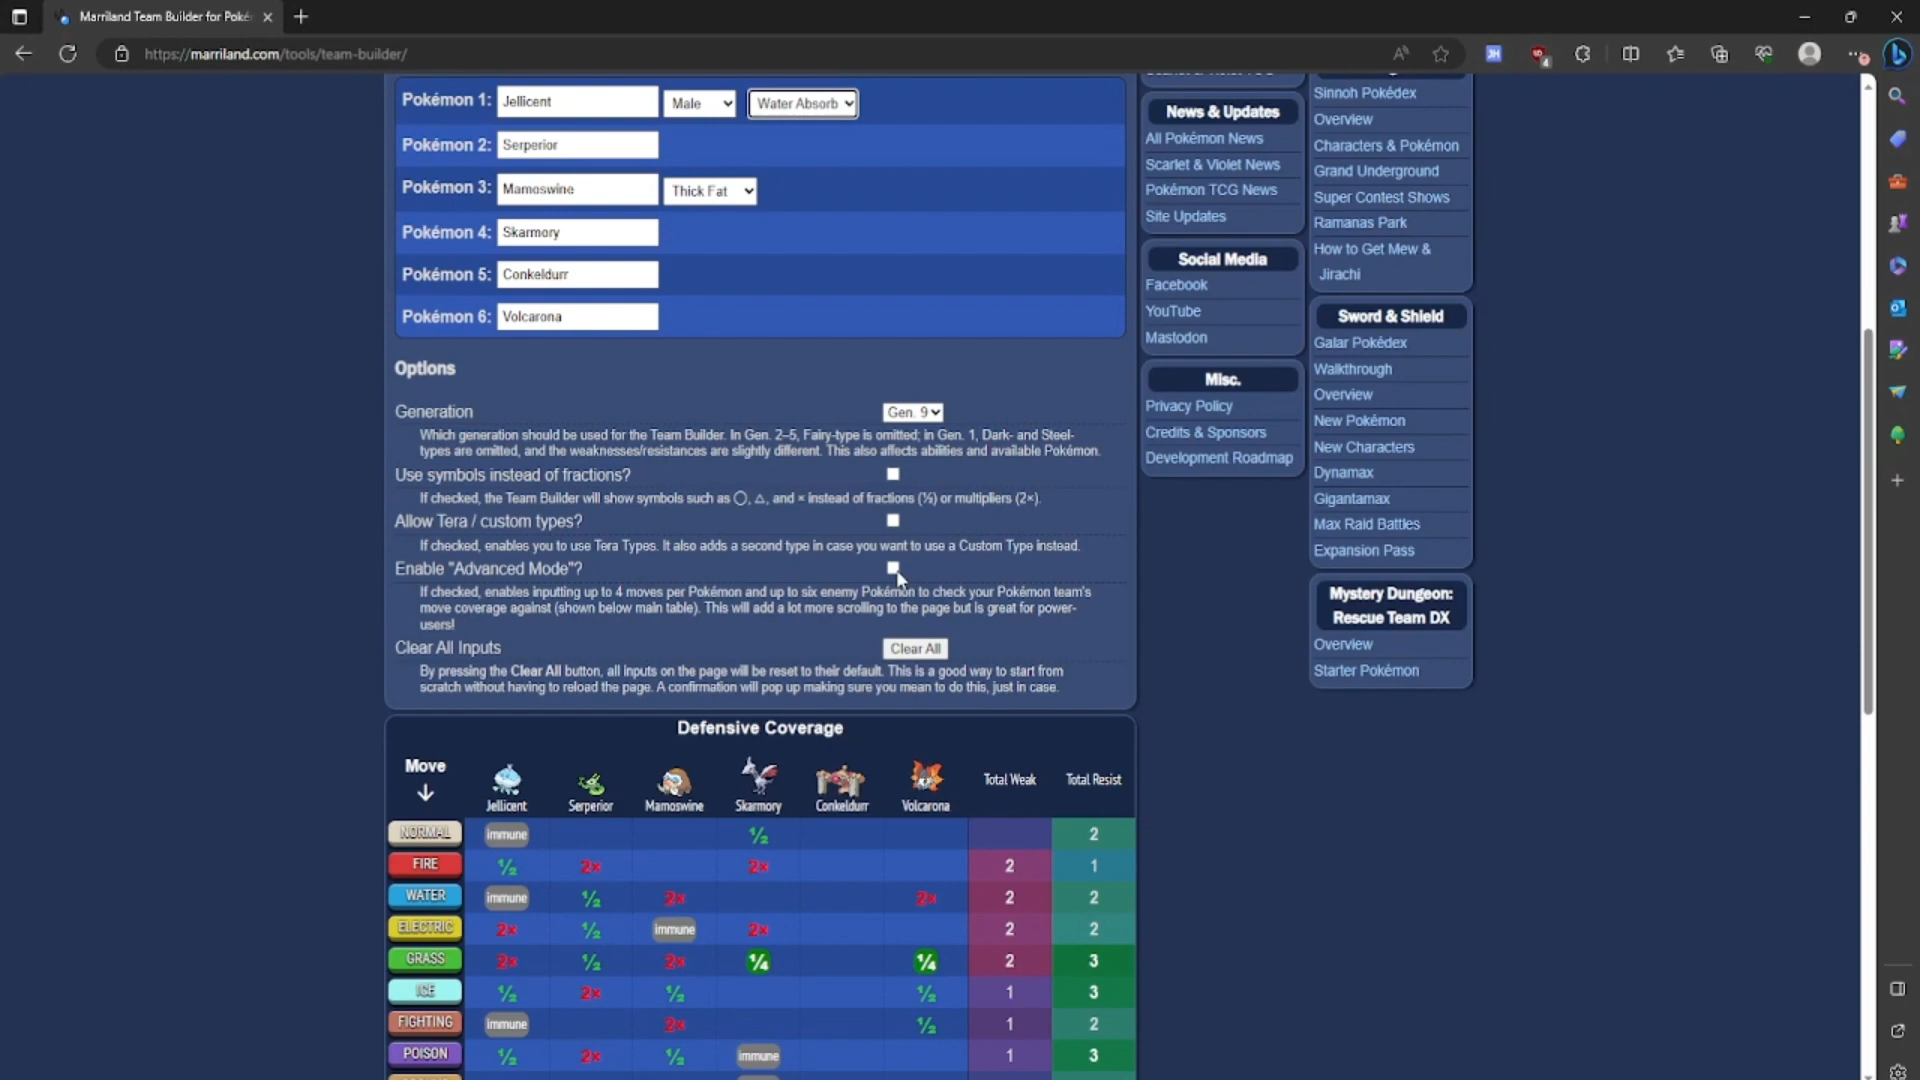 Marriland Team Builder for Poké
https://marriland.com/tools/team-builder/
4
Pokémon 1: Jellicent Male Water Absorb
Pokémon 2: Serperior
Pokémon 3: Mamoswine Thick Fat
Pokémon 4: Skarmory
Pokémon 5: Conkeldurr
Pokémon 6: Volcarona
Options
Generation Gen. 9
Which generation should be used for the Team Builder. In Gen. 2–5, Fairy-type is omitted; in Gen. 1, Dark- and Steel-
types are omitted, and the weaknesses/resistances are slightly different. This also affects abilities and available Pokémon.
Use symbols instead of fractions?
If checked, the Team Builder will show symbols such as ◯, △, and × instead of fractions (½) or multipliers (2×).
Allow Tera / custom types?
If checked, enables you to use Tera Types. It also adds a second type in case you want to use a Custom Type instead.
Enable "Advanced Mode"?
If checked, enables inputting up to 4 moves per Pokémon and up to six enemy Pokémon to check your Pokémon team's
move coverage against (shown below main table). This will add a lot more scrolling to the page but is great for power-
users!
Clear All Inputs Clear All
By pressing the Clear All button, all inputs on the page will be reset to their default. This is a good way to start from
scratch without having to reload the page. A confirmation will pop up making sure you mean to do this, just in case.
Defensive Coverage
Move ↓ Jellicent Serperior Mamoswine Skarmory Conkeldurr Volcarona Total Weak Total Resist
NORMAL immune ½ 2
FIRE ½ 2× 2× 2 1
WATER immune ½ 2× 2× 2 2
ELECTRIC 2× ½ immune 2× 2 2
GRASS 2× ½ 2× ¼ ¼ 2 3
ICE ½ 2× ½ ½ 1 3
FIGHTING immune 2× ½ 1 2
POISON ½ 2× ½ immune 1 3
News & Updates
All Pokémon News
Scarlet & Violet News
Pokémon TCG News
Site Updates
Social Media
Facebook
YouTube
Mastodon
Misc.
Privacy Policy
Credits & Sponsors
Development Roadmap
Sinnoh Pokédex
Overview
Characters & Pokémon
Grand Underground
Super Contest Shows
Ramanas Park
How to Get Mew &
Jirachi
Sword & Shield
Galar Pokédex
Walkthrough
Overview
New Pokémon
New Characters
Dynamax
Gigantamax
Max Raid Battles
Expansion Pass
Mystery Dungeon:
Rescue Team DX
Overview
Starter Pokémon